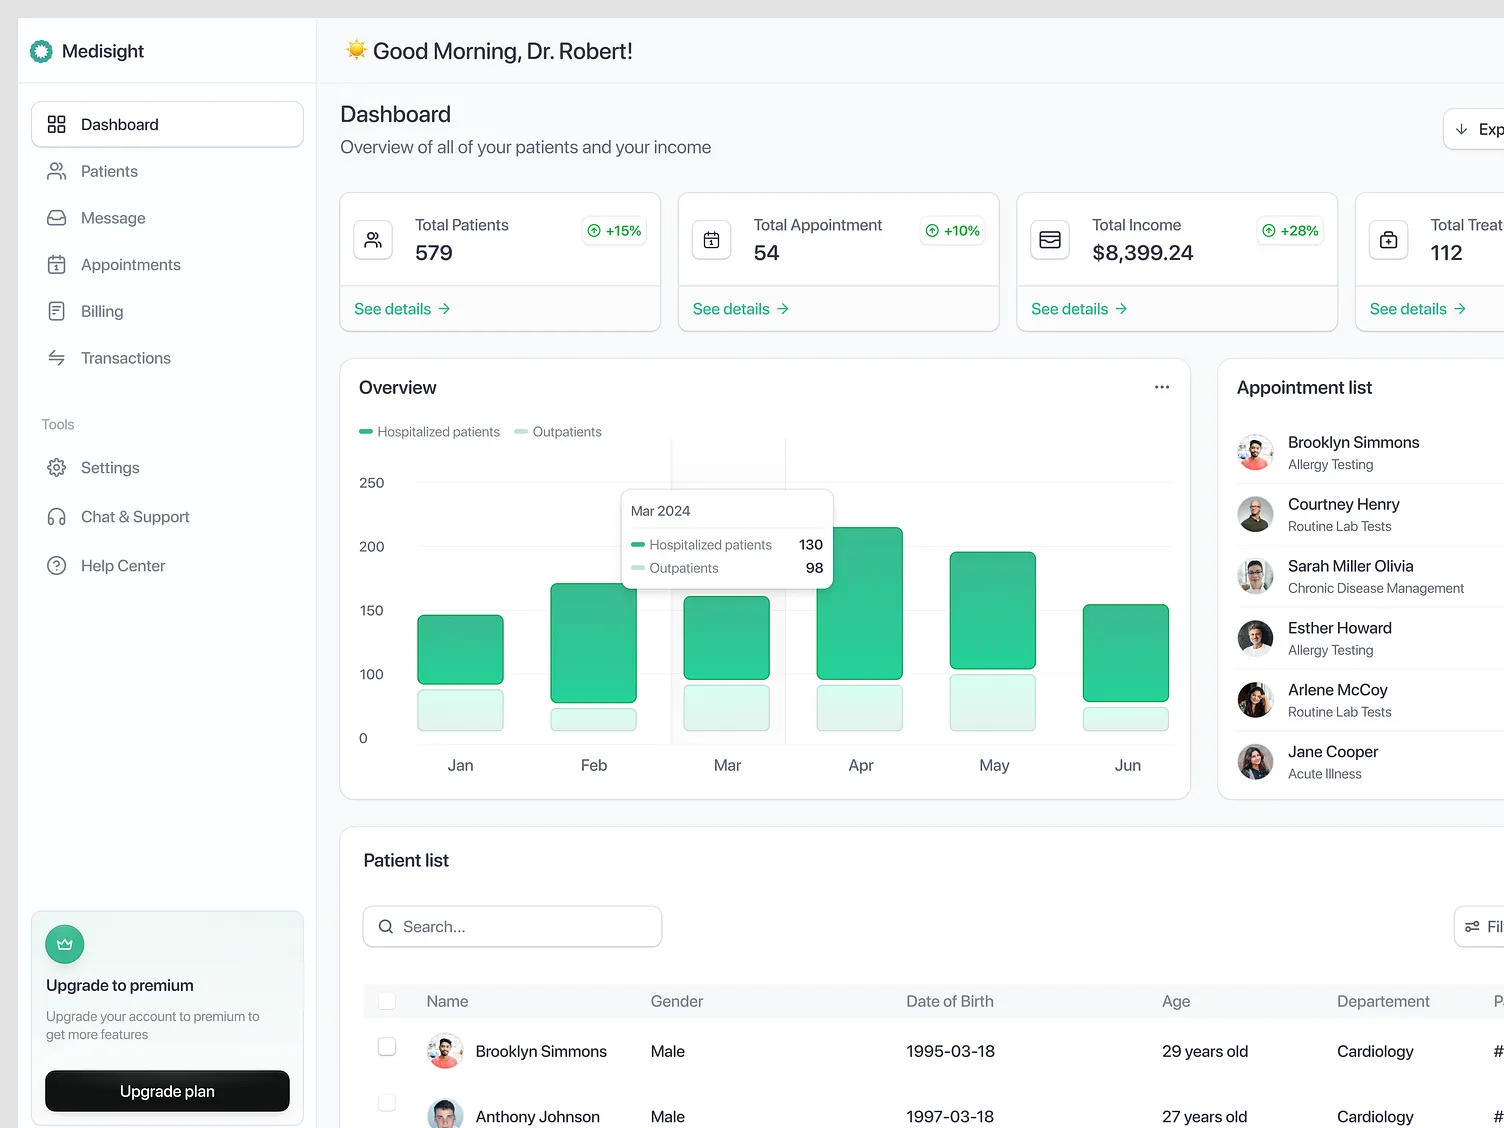 Medisight
Good Morning, Dr. Robert!
Dashboard
Patients
Message
Appointments
Billing
Transactions
Tools
Settings
Chat & Support
Help Center
Upgrade to premium
Upgrade your account to premium to
get more features
Upgrade plan
Dashboard
Overview of all of your patients and your income
Exp
Total Patients
579
+15%
See details
Total Appointment
54
+10%
See details
Total Income
$8,399.24
+28%
See details
Total Treat
112
See details
Overview
Hospitalized patients Outpatients
250
200
150
100
0
Mar 2024
Hospitalized patients 130
Outpatients 98
Jan Feb Mar Apr May Jun
Appointment list
Brooklyn Simmons
Allergy Testing
Courtney Henry
Routine Lab Tests
Sarah Miller Olivia
Chronic Disease Management
Esther Howard
Allergy Testing
Arlene McCoy
Routine Lab Tests
Jane Cooper
Acute Illness
Patient list
Search...
Fil
Name Gender Date of Birth Age Departement
Brooklyn Simmons Male 1995-03-18 29 years old Cardiology #
Anthony Johnson Male 1997-03-18 27 years old Cardiology #